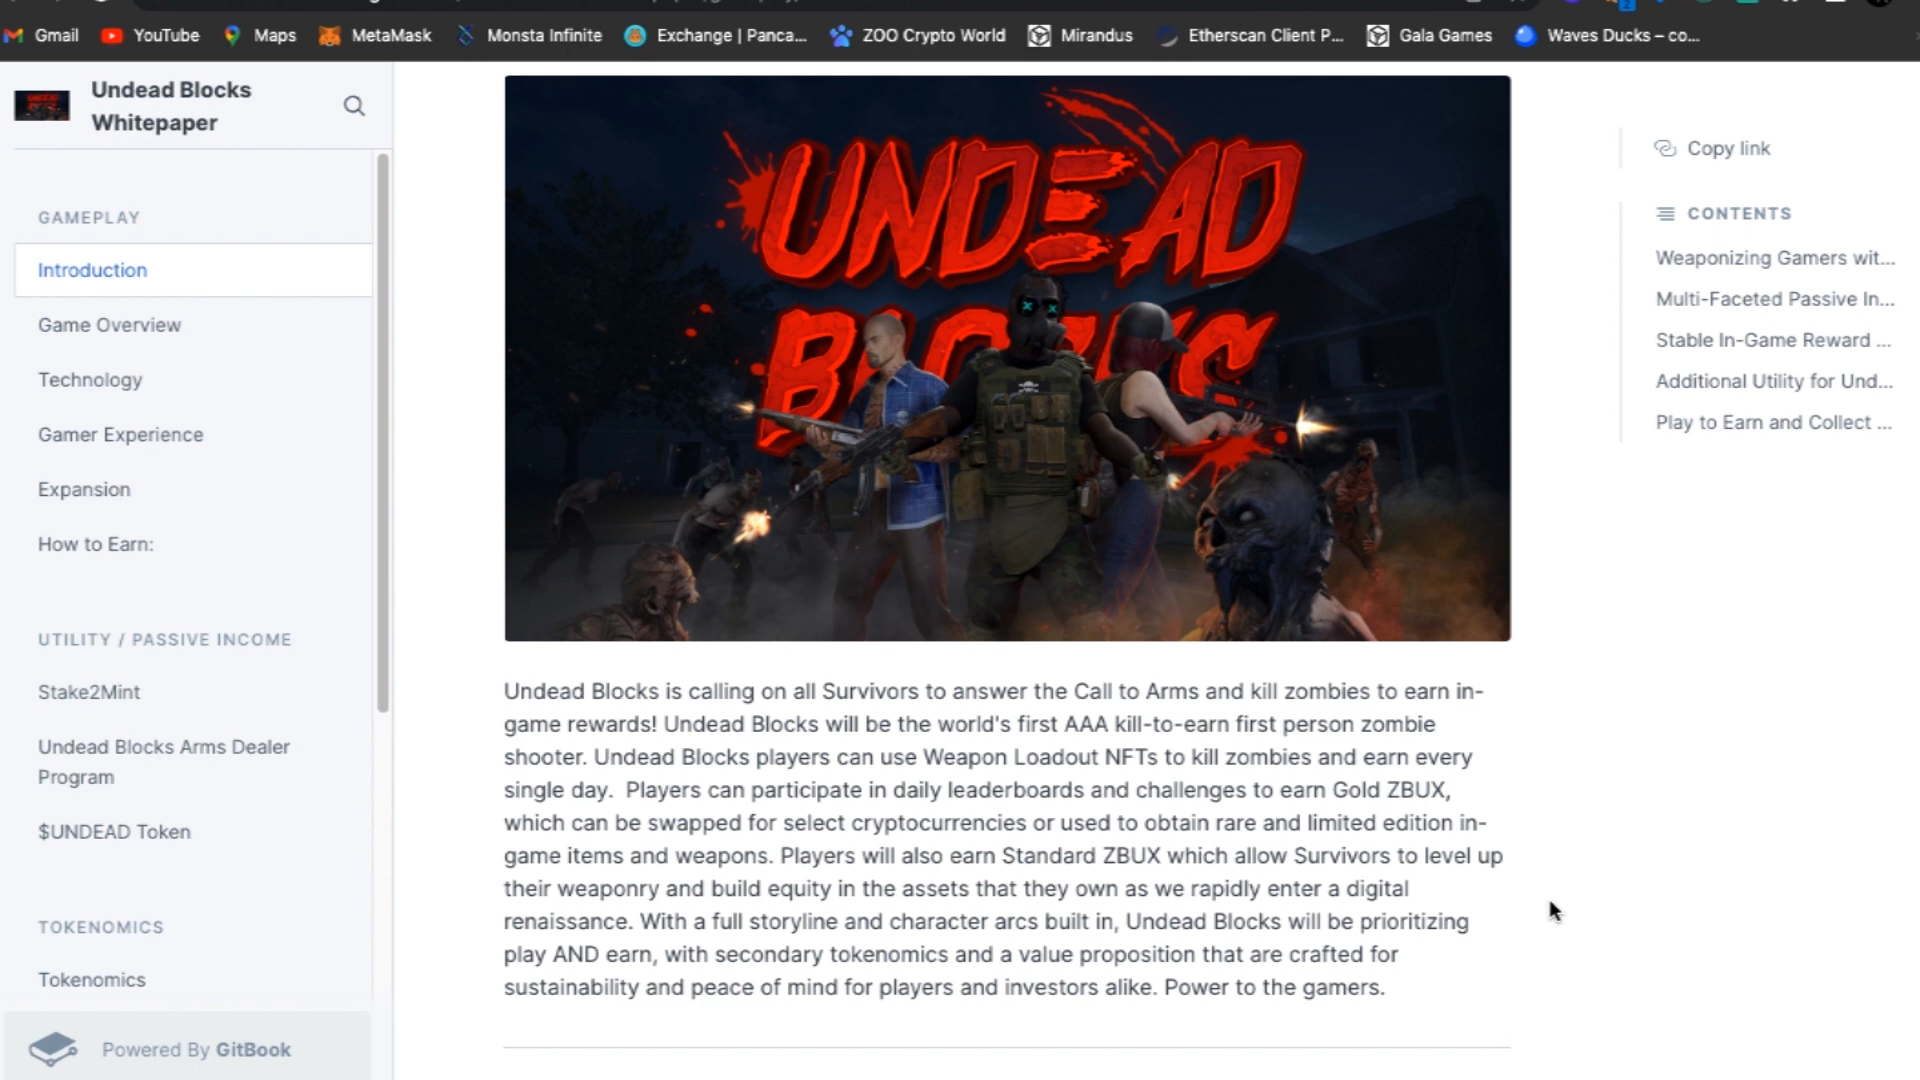 Gmail YouTube Maps MetaMask Monsta Infinite Exchange | Panca... ZOO Crypto World Mirandus Etherscan Client P... Gala Games Waves Ducks – co...
Undead Blocks
Whitepaper
GAMEPLAY
Introduction
Game Overview
Technology
Gamer Experience
Expansion
How to Earn:
UTILITY / PASSIVE INCOME
Stake2Mint
Undead Blocks Arms Dealer
Program
$UNDEAD Token
TOKENOMICS
Tokenomics
Powered By GitBook
UNDEAD
BLOCKS
Undead Blocks is calling on all Survivors to answer the Call to Arms and kill zombies to earn in-
game rewards! Undead Blocks will be the world's first AAA kill-to-earn first person zombie
shooter. Undead Blocks players can use Weapon Loadout NFTs to kill zombies and earn every
single day.  Players can participate in daily leaderboards and challenges to earn Gold ZBUX,
which can be swapped for select cryptocurrencies or used to obtain rare and limited edition in-
game items and weapons. Players will also earn Standard ZBUX which allow Survivors to level up
their weaponry and build equity in the assets that they own as we rapidly enter a digital
renaissance. With a full storyline and character arcs built in, Undead Blocks will be prioritizing
play AND earn, with secondary tokenomics and a value proposition that are crafted for
sustainability and peace of mind for players and investors alike. Power to the gamers.
Copy link
CONTENTS
Weaponizing Gamers wit...
Multi-Faceted Passive In...
Stable In-Game Reward ...
Additional Utility for Und...
Play to Earn and Collect ...